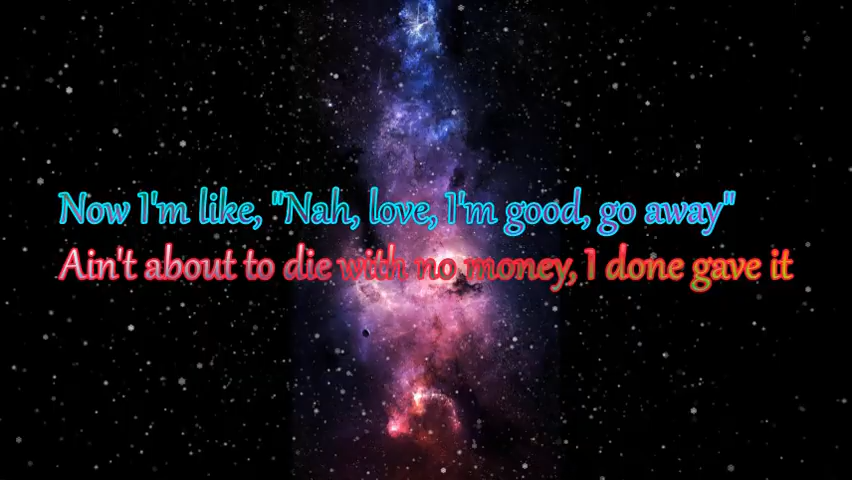 Now I'm like, "Nah, love, I'm good, go away"
Ain't about to die with no money, I done gave it